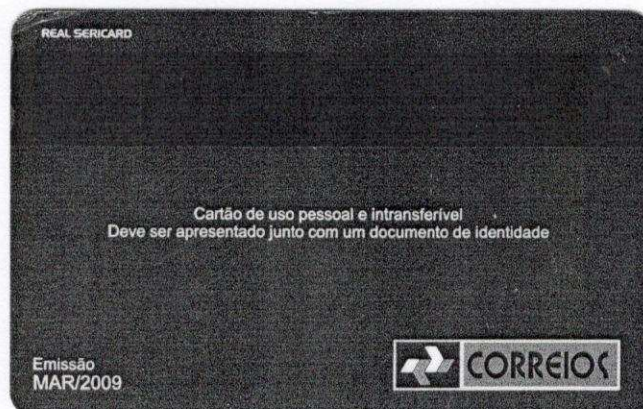 REAL SERICARD
Cartão de uso pessoal e intransferível
Deve ser apresentado junto com um documento de identidade
Emissão
MAR/2009
CORREIOS